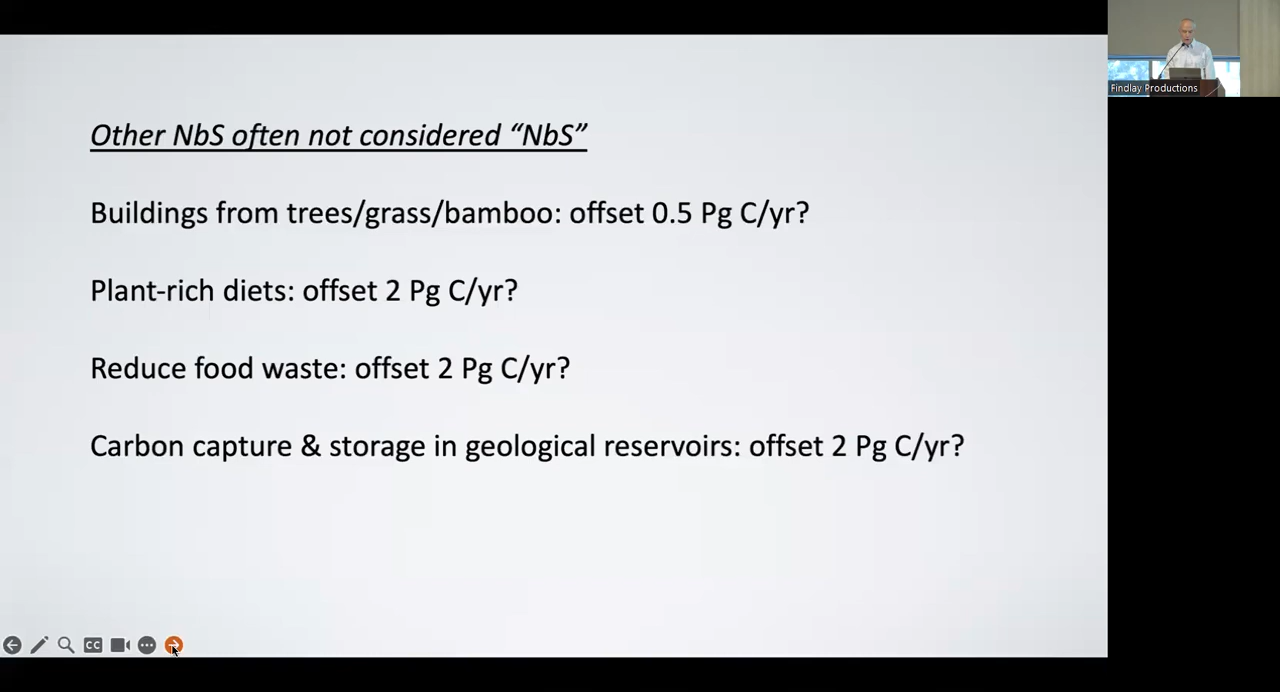 Other NbS often not considered “NbS”
Buildings from trees/grass/bamboo: offset 0.5 Pg C/yr?
Plant-rich diets: offset 2 Pg C/yr?
Reduce food waste: offset 2 Pg C/yr?
Carbon capture & storage in geological reservoirs: offset 2 Pg C/yr?
Findlay Productions
CC